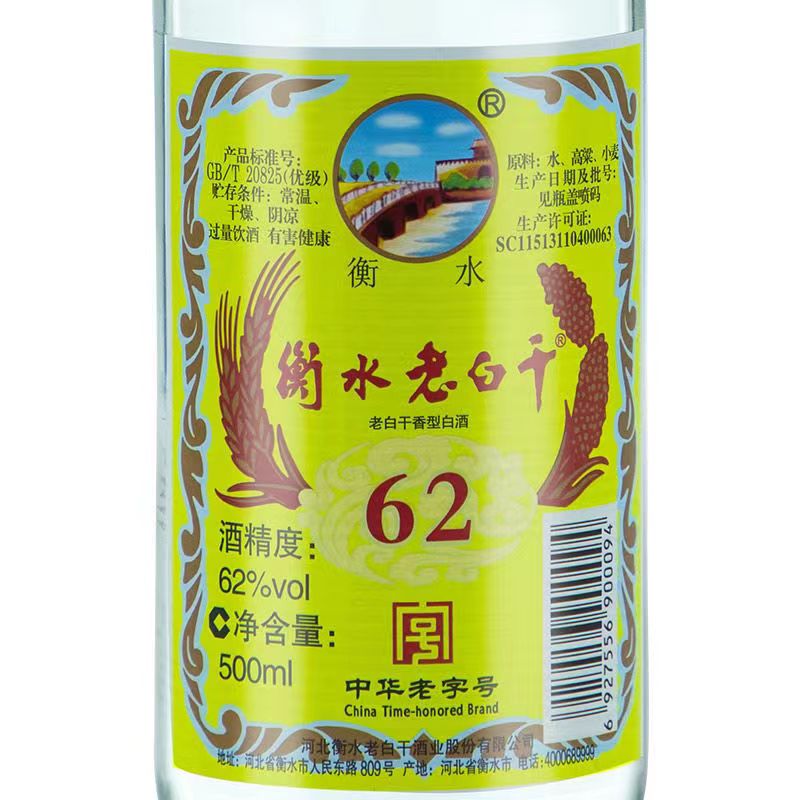 ®
产品标准号:
GB/T 20825(优级)
贮存条件: 常温、
干燥、阴凉
过量饮酒 有害健康
原料: 水、高粱、小麦
生产日期及批号:
见瓶盖喷码
生产许可证:
SC11513110400063
衡 水
衡水老白干®
老白干香型白酒
62
酒精度:
62%vol
C净含量:
500ml
号
中华老字号
China Time-honored Brand
6 927556 900094
河北衡水老白干酒业股份有限公司
地址: 河北省衡水市人民东路809号 产地: 河北省衡水市 电话:4000689999